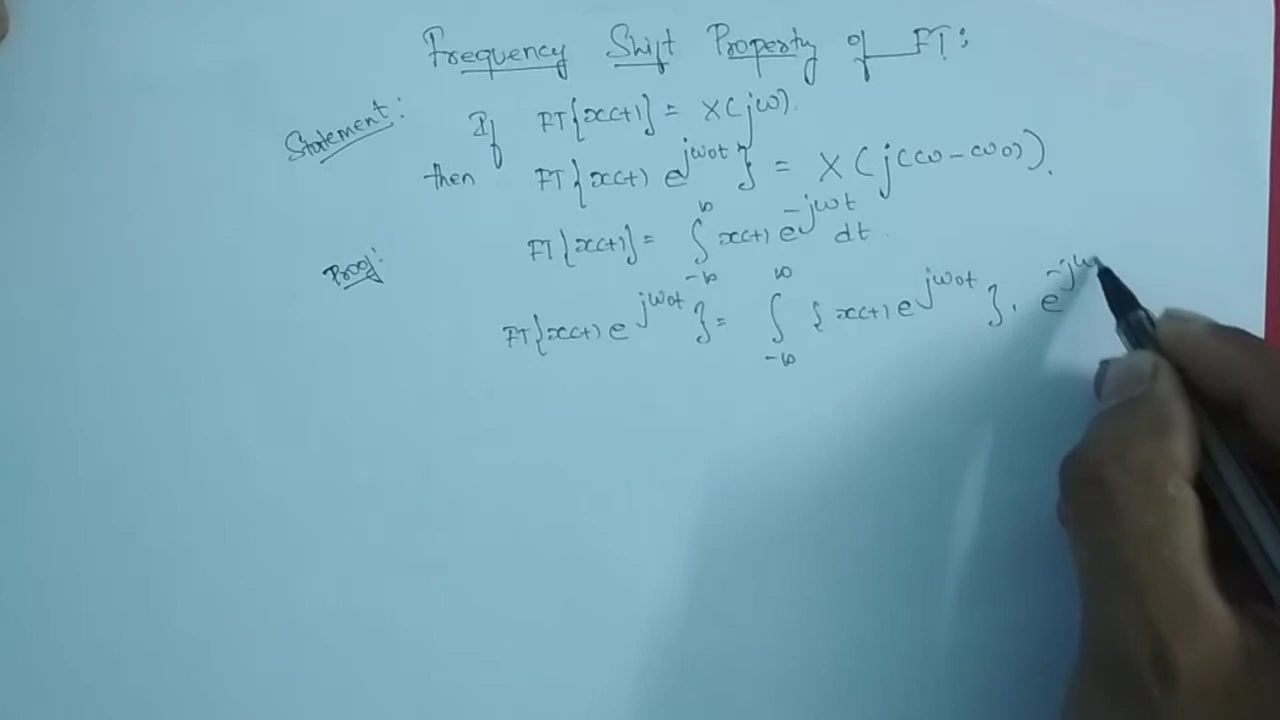 Frequency Shift Property of FT:
Statement: If FT{x(t)} = X(jω).
then FT{x(t) e^{jω0t}} = X(j(ω-ω0)).
Proof: FT{x(t)} = ∫_{-∞}^{∞} x(t) e^{-jωt} dt.
FT{x(t) e^{jω0t}} = ∫_{-∞}^{∞} {x(t) e^{jω0t}}. e^{-jω